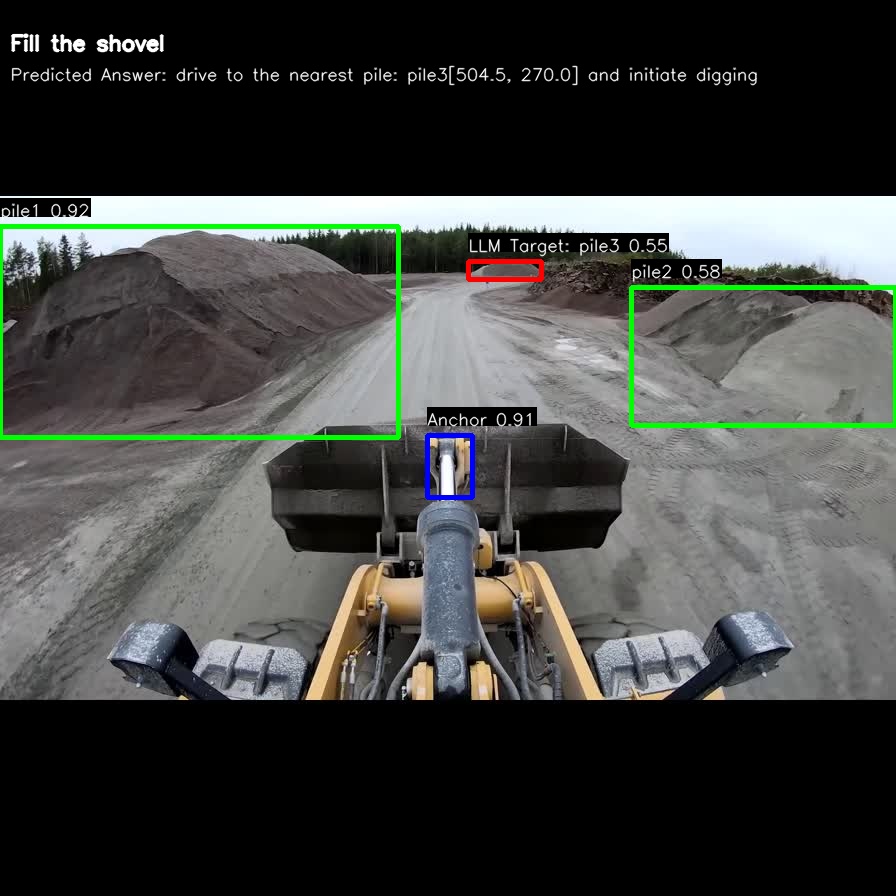 Fill the shovel
Predicted Answer: drive to the nearest pile: pile3[504.5, 270.0] and initiate digging
pile1 0.92
LLM Target: pile3 0.55
pile2 0.58
Anchor 0.91